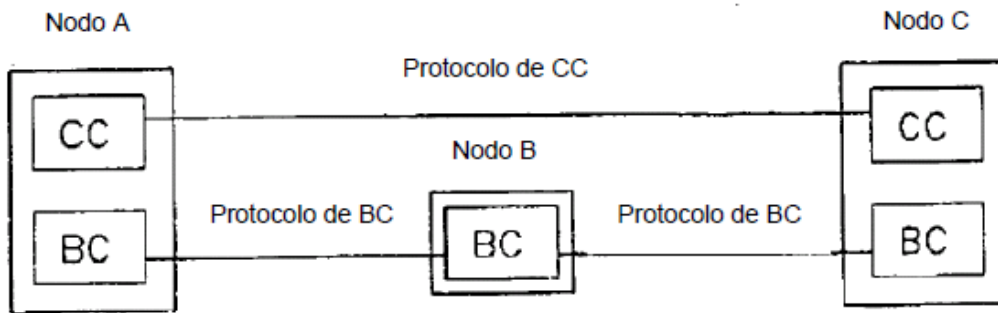 Nodo A
Nodo C
Protocolo de CC
CC
CC
Nodo B
Protocolo de BC
Protocolo de BC
BC
BC
BC